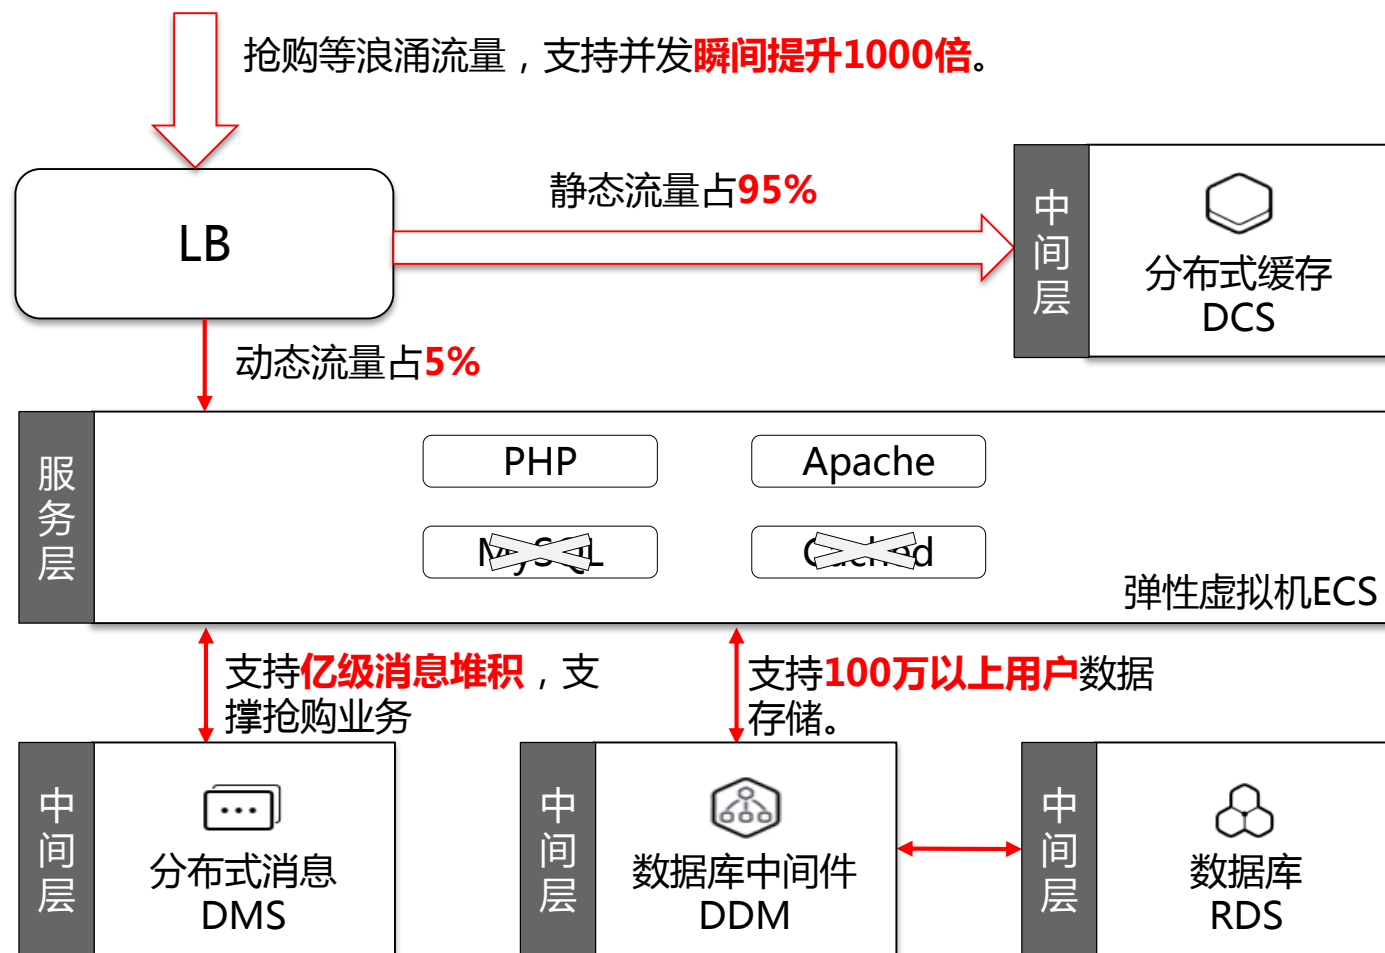 抢购等浪涌流量，支持并发瞬间提升1000倍。
静态流量占95%
LB
中间层
分布式缓存
DCS
动态流量占5%
服务层
PHP
Apache
MySQL
Cached
弹性虚拟机ECS
支持亿级消息堆积，支
撑抢购业务
支持100万以上用户数据
存储。
中间层
分布式消息
DMS
中间层
数据库中间件
DDM
中间层
数据库
RDS